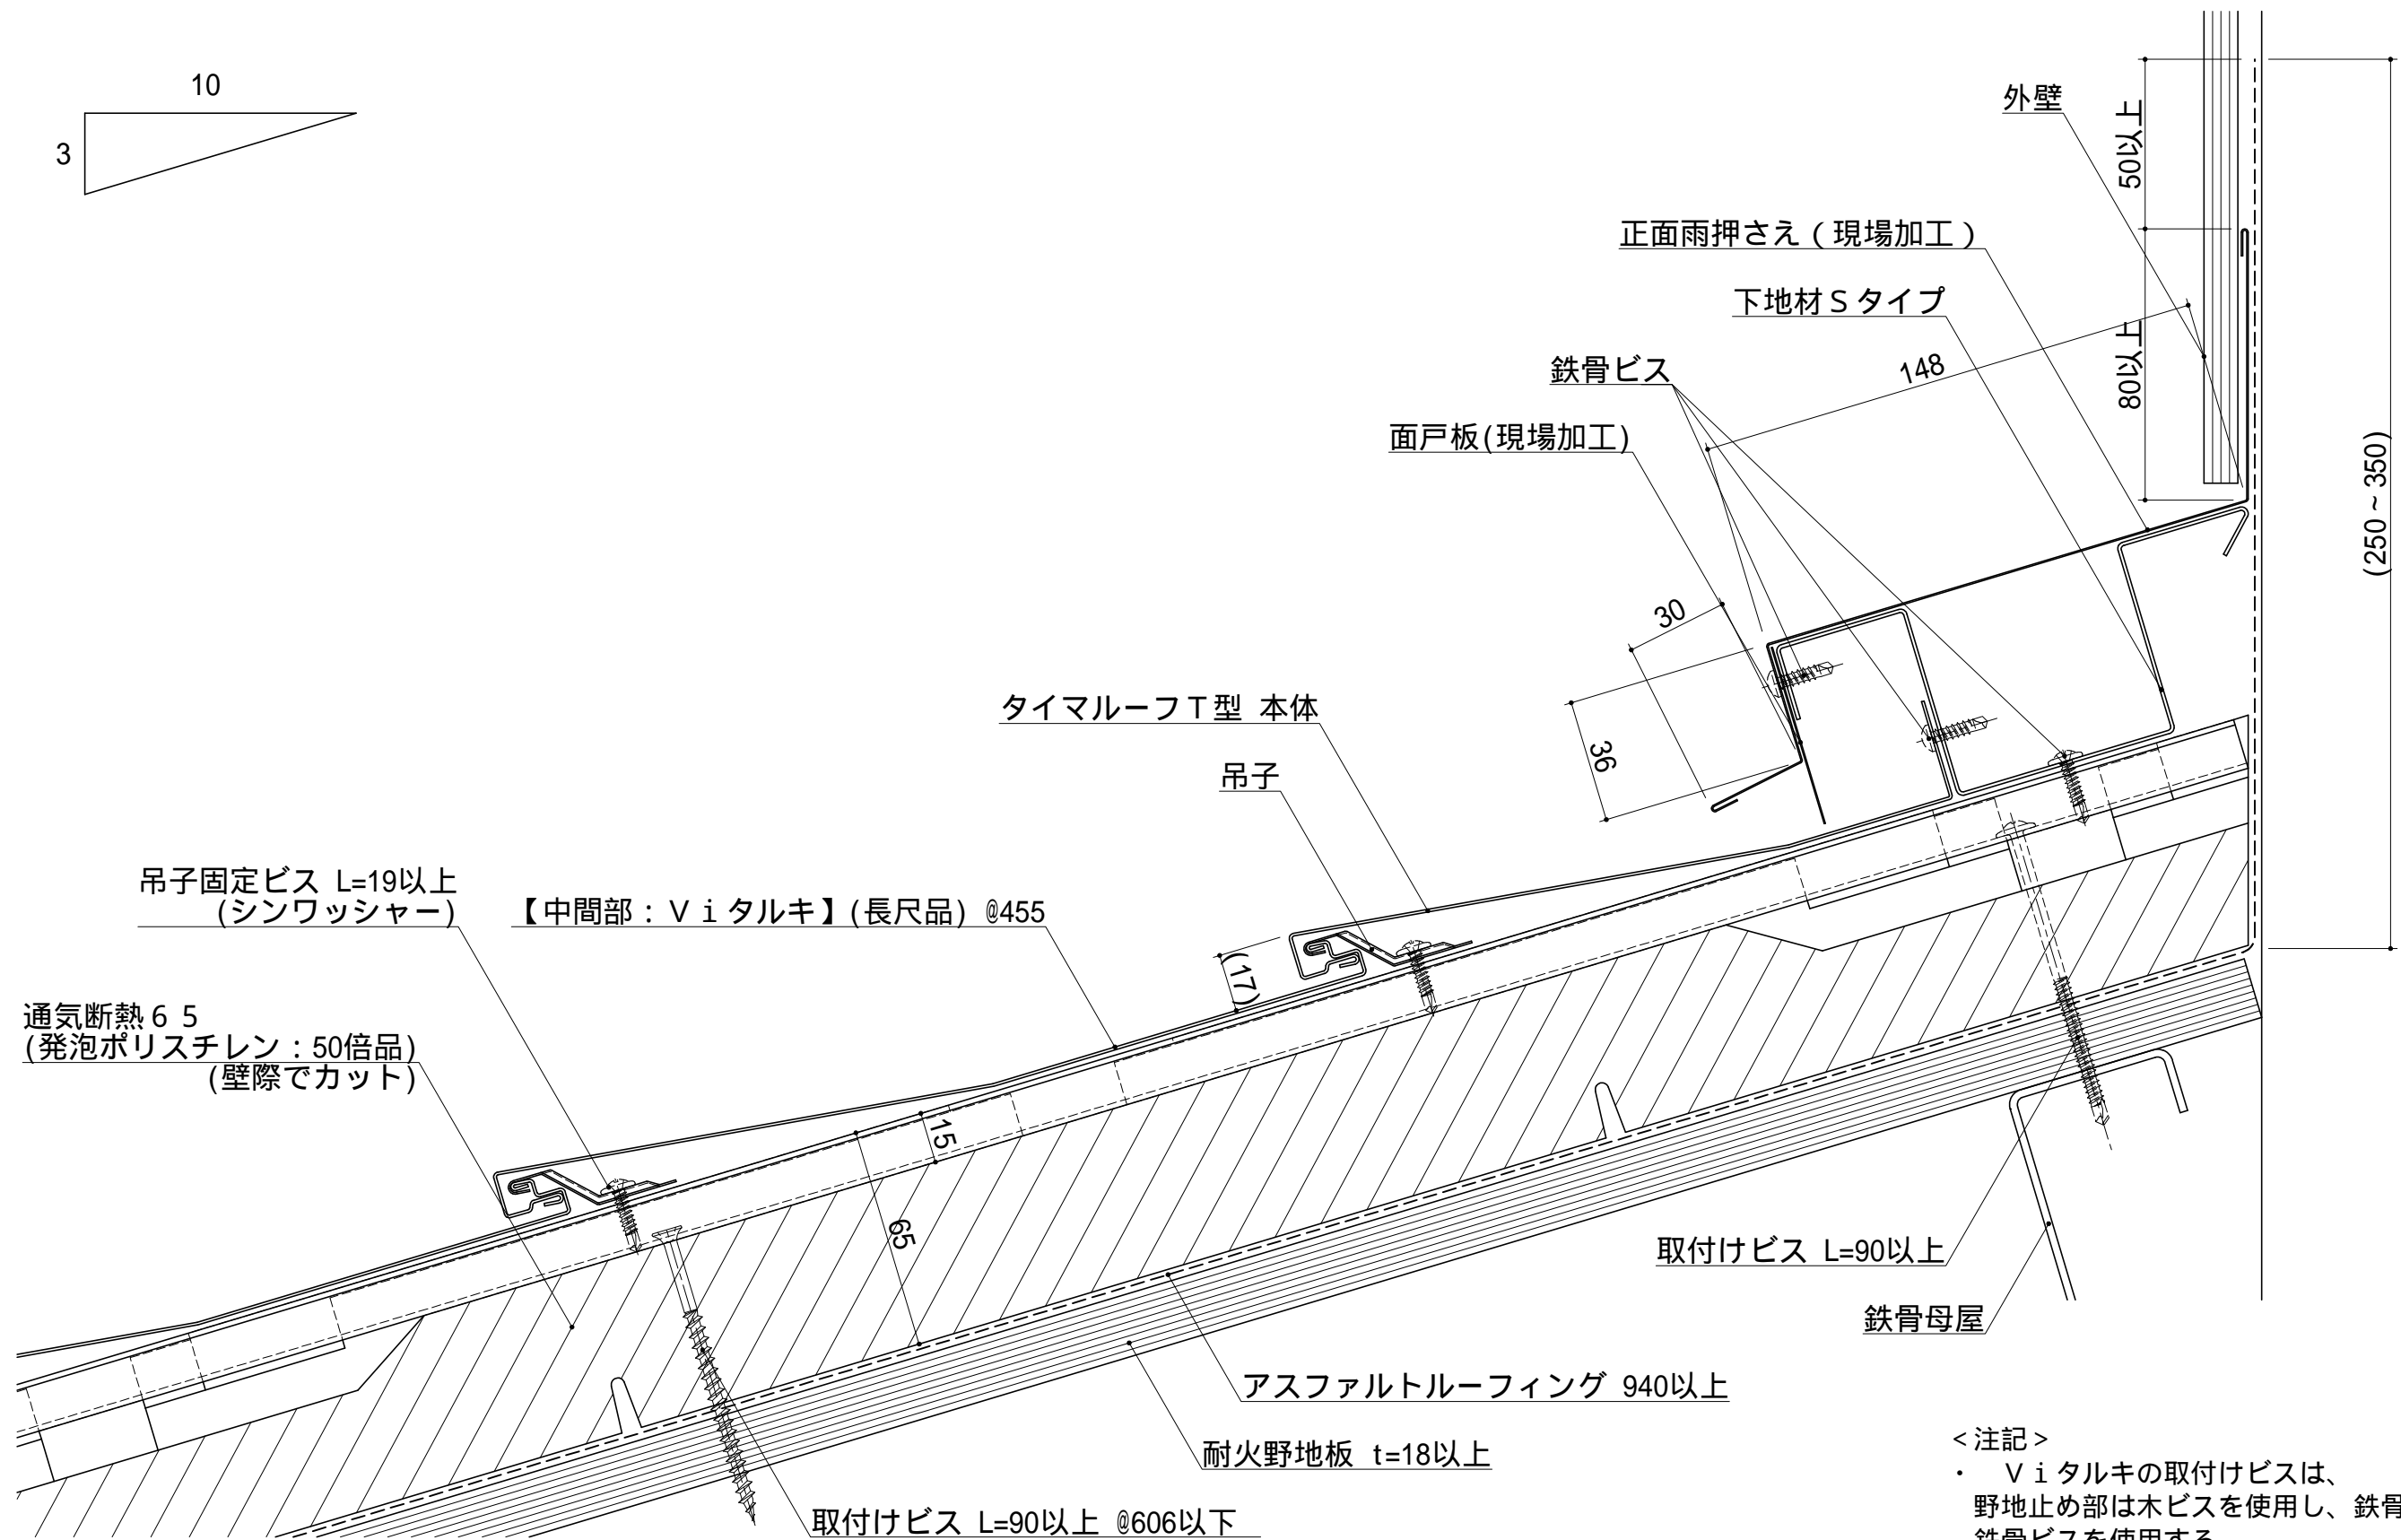 10
3
外壁
50以上
正面雨押さえ（現場加工）
下地材Ｓタイプ
148
80以上
鉄骨ビス
面戸板(現場加工)
(250～350)
30
36
タイマルーフＴ型 本体
吊子
吊子固定ビス L=19以上
(シンワッシャー)
【中間部：Ｖｉタルキ】(長尺品) @455
(17)
通気断熱６５
(発泡ポリスチレン：50倍品)
(壁際でカット)
15
65
取付けビス L=90以上
鉄骨母屋
アスファルトルーフィング 940以上
耐火野地板 t=18以上
取付けビス L=90以上 @606以下
＜注記＞
・ Ｖｉタルキの取付けビスは、
野地止め部は木ビスを使用し、鉄骨
鉄骨ビスを使用する